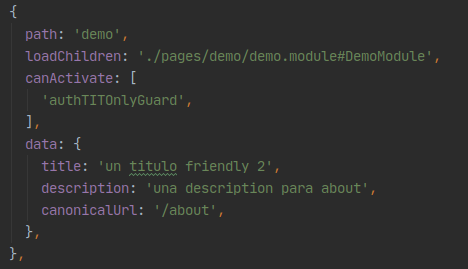 {
path: 'demo',
loadChildren: './pages/demo/demo.module#DemoModule',
canActivate: [
'authTITOnlyGuard',
],
data: {
title: 'un titulo friendly 2',
description: 'una description para about',
canonicalUrl: '/about',
},
},